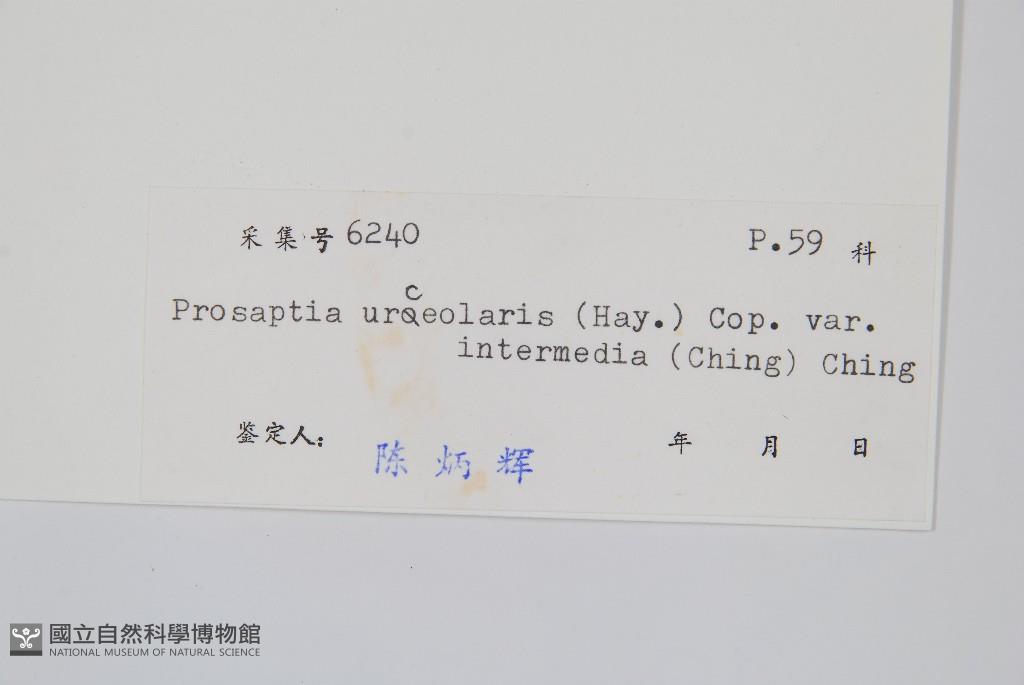 采集号 6240 P.59 科
Prosaptia urceolaris (Hay.) Cop. var.
intermedia (Ching) Ching
鉴定人: 陈炳辉 年 月 日
國立自然科學博物館
NATIONAL MUSEUM OF NATURAL SCIENCE